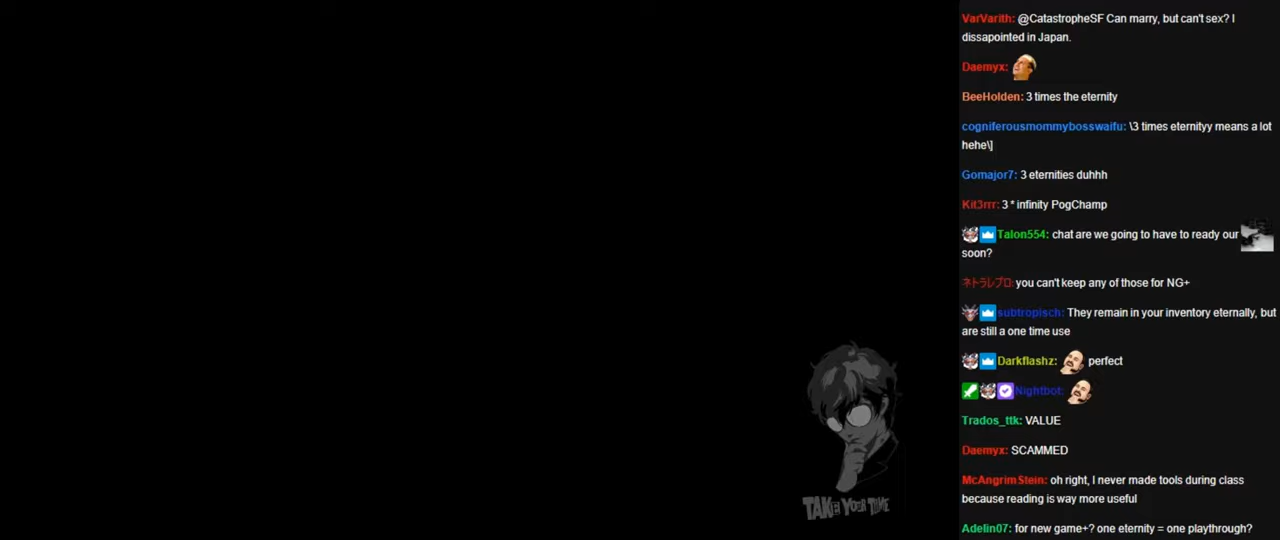 VarVarith: @CatastropheSF Can marry, but can't sex? I
dissapointed in Japan.
Daemyx:
BeeHolden: 3 times the eternity
cogniferousmommybosswaifu: \3 times eternityy means a lot
hehe\]
Gomajor7: 3 eternities duhhh
Kit3rrr: 3 * infinity PogChamp
Talon554: chat are we going to have to ready our
soon?
ネトラレプロ: you can't keep any of those for NG+
subtropisch: They remain in your inventory eternally, but
are still a one time use
Darkflashz: perfect
Nightbot:
Trados_ttk: VALUE
Daemyx: SCAMMED
McAngrimStein: oh right, I never made tools during class
because reading is way more useful
Adelin07: for new game+? one eternity = one playthrough?
TAKE YOUR TIME